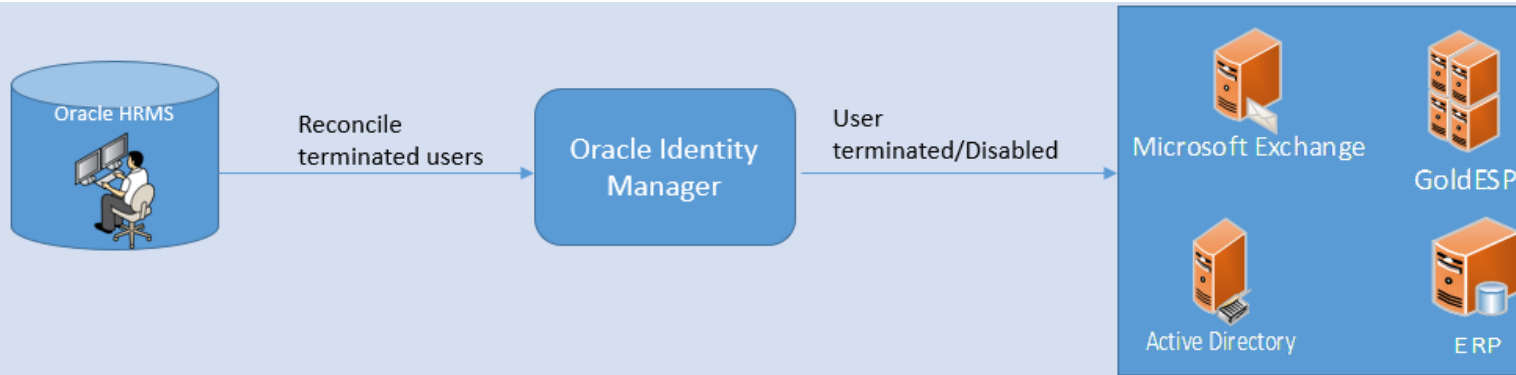 Oracle HRMS
Reconcile
terminated users
Oracle Identity
Manager
User
terminated/Disabled
Microsoft Exchange
GoldESP
Active Directory
ERP